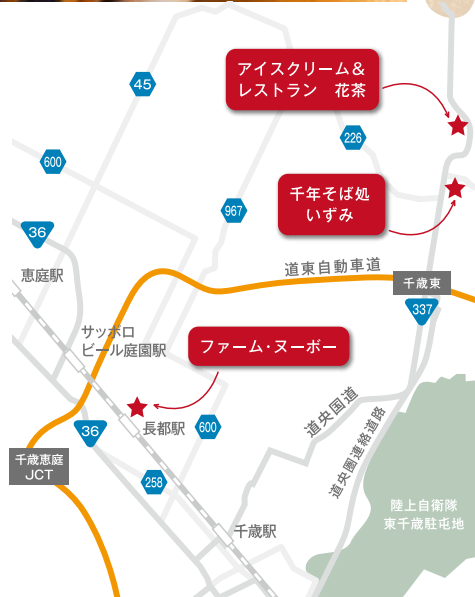 アイスクリーム&
レストラン 花茶
45
226
600
千年そば処
いずみ
967
36
恵庭駅
道東自動車道
千歳東
337
サッポロ
ビール庭園駅
ファーム・ヌーボー
道央国道
長都駅
600
36
千歳恵庭
JCT
道央圏連絡道路
258
陸上自衛隊
東千歳駐屯地
千歳駅